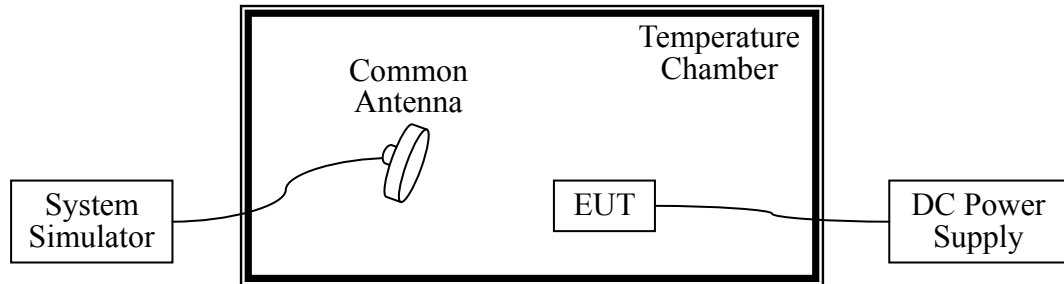 Temperature
Chamber
Common
Antenna
System
Simulator
EUT
DC Power
Supply